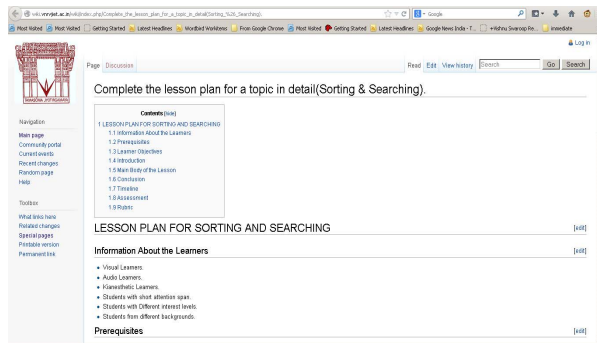 wiki.vnrvjiet.ac.in/wiki/index.php/Complete_the_lesson_plan_for_a_topic_in_detail(Sorting_%26_Searching).
Google
Most Visited Most Visited Getting Started Latest Headlines Wordbird Workteens From Google Chrome Most Visited Getting Started Latest Headlines Google News India - T... +Vishnu Swaroop Re... immediate
Log in
Page Discussion Read Edit View history Search Go Search
Complete the lesson plan for a topic in detail(Sorting & Searching).
Contents [hide]
1 LESSON PLAN FOR SORTING AND SEARCHING
1.1 Information About the Learners
1.2 Prerequisites
1.3 Learner Objectives
1.4 Introduction
1.5 Main Body of the Lesson
1.6 Conclusion
1.7 Timeline
1.8 Assessment
1.9 Rubric
Navigation
Main page
Community portal
Current events
Recent changes
Random page
Help
Toolbox
What links here
Related changes
Special pages
Printable version
Permanent link
LESSON PLAN FOR SORTING AND SEARCHING [edit]
Information About the Learners [edit]
Visual Learners.
Audio Learners.
Kianesthetic Learners.
Students with short attention span.
Students with Different interest levels.
Students from different backgrounds.
Prerequisites [edit]